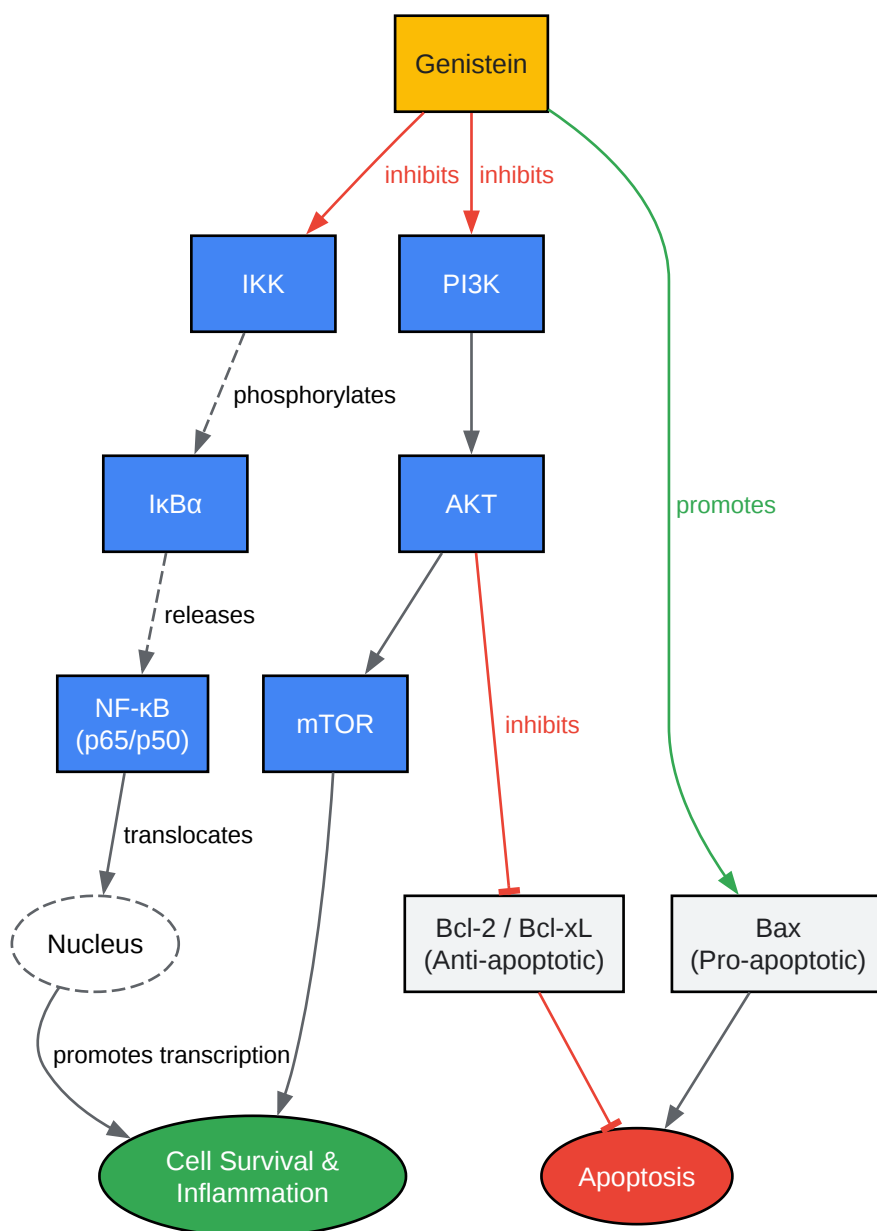 Genistein
inhibits
inhibits
IKK
PI3K
phosphorylates
IκBα
AKT
promotes
releases
NF-κB
(p65/p50)
mTOR
inhibits
translocates
Nucleus
Bcl-2 / Bcl-xL
(Anti-apoptotic)
Bax
(Pro-apoptotic)
promotes transcription
Cell Survival &
Inflammation
Apoptosis